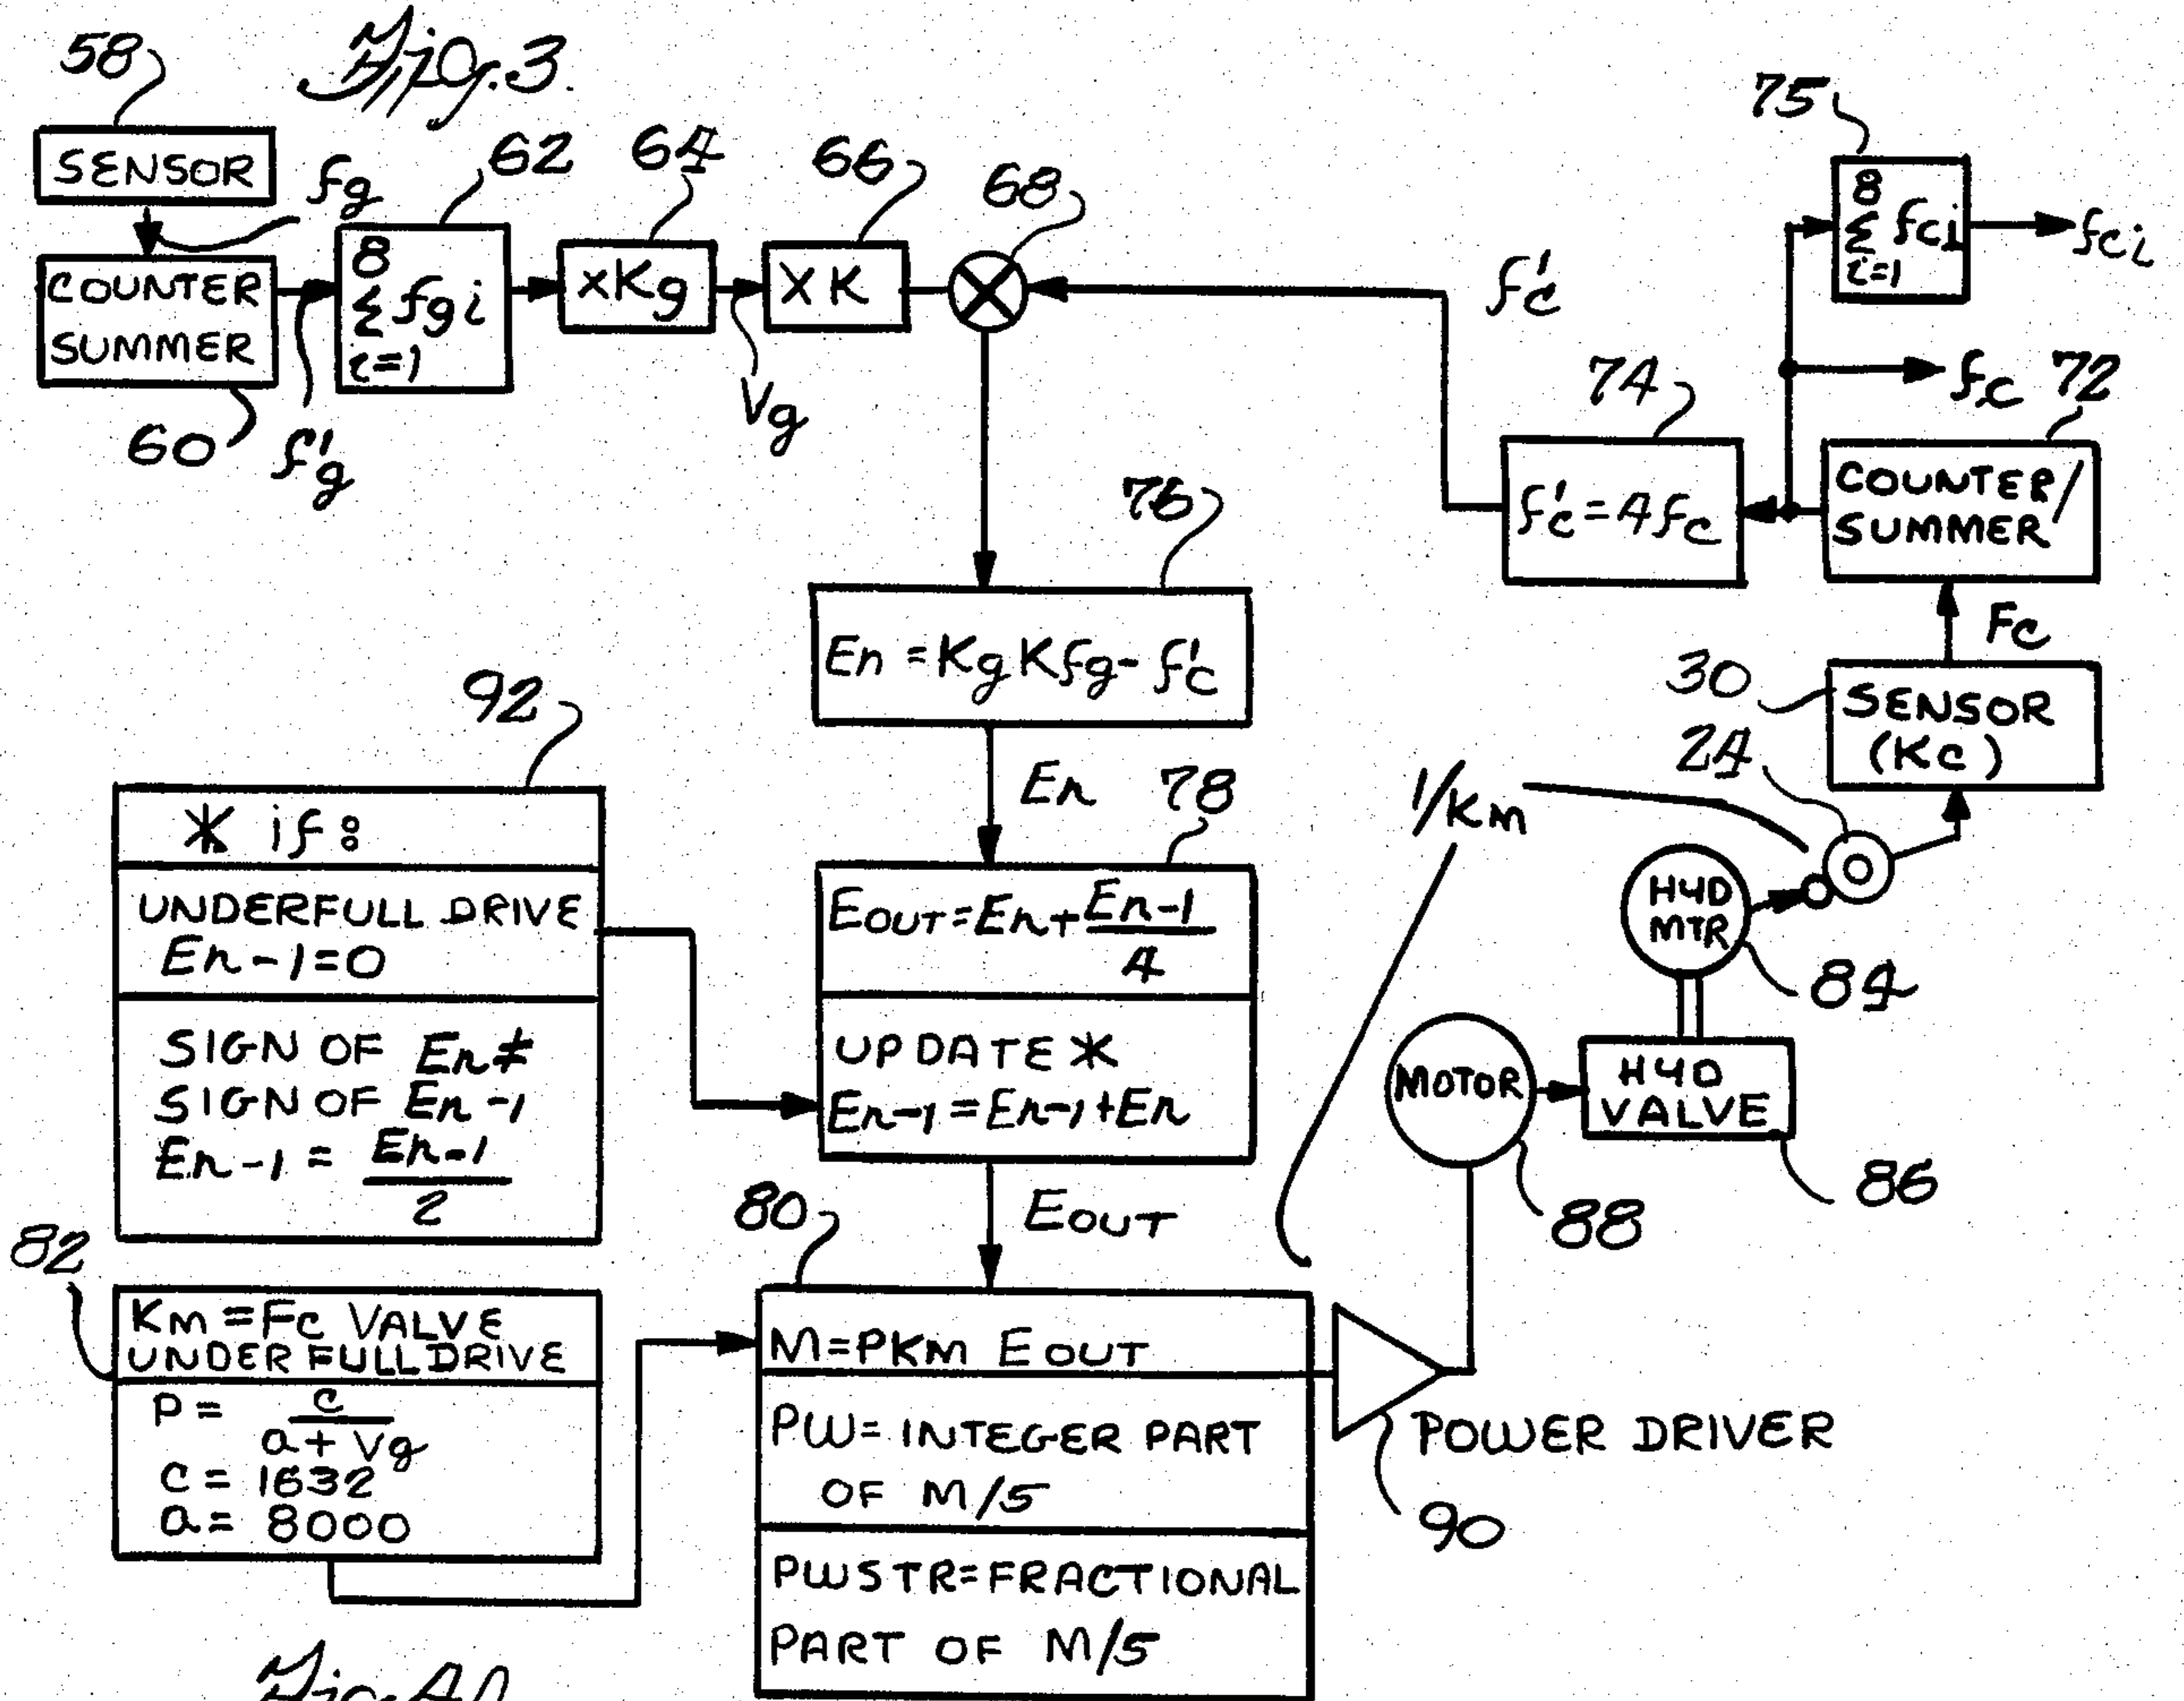 Fig. 3.
58
SENSOR
fg
COUNTER
SUMMER
60
f'g
62
8
Σ fgi
i=1
64
xKg
Vg
66
XK
68
f'c
75
8
Σ fci
i=1
fci
fc
72
COUNTER/
SUMMER
74
f'c=4fc
Fc
30
SENSOR
(Kc)
24
1/Km
76
En = KgKfg - f'c
En
78
EOUT = En + En-1
4
UPDATE *
En-1 = En-1 + En
EOUT
92
* if:
UNDERFULL DRIVE
En-1=0
SIGN OF En ≠
SIGN OF En-1
En-1 = En-1
2
82
Km = Fc VALVE
UNDER FULL DRIVE
P = c
a + Vg
C = 1632
a = 8000
80
M=PKm EOUT
PW= INTEGER PART
OF M/5
PWSTR=FRACTIONAL
PART OF M/5
HYD
MTR
84
MOTOR
88
HYD
VALVE
86
POWER DRIVER
90